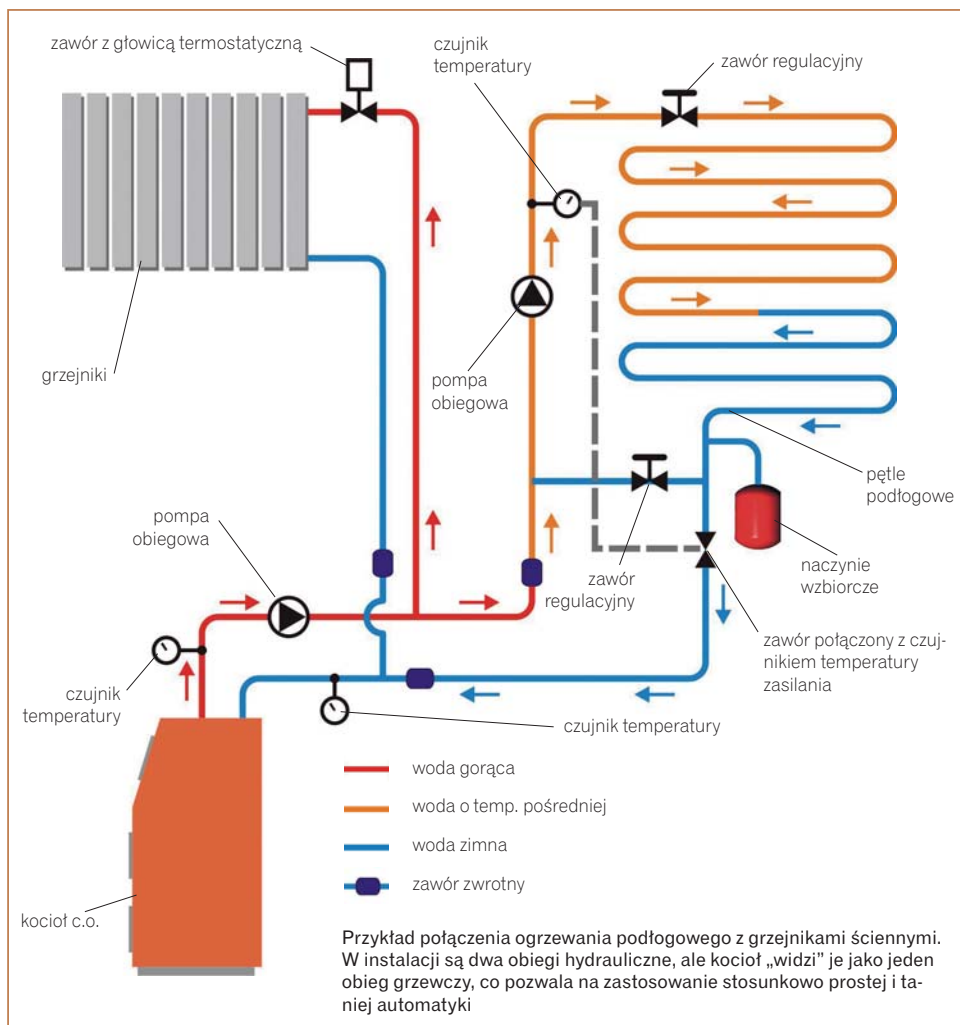 zawór z głowicą termostatyczną
czujnik
temperatury
zawór regulacyjny
grzejniki
pompa
obiegowa
pętle
podłogowe
pompa
obiegowa
zawór
regulacyjny
naczynie
wzbiorcze
zawór połączony z czuj-
nikiem temperatury
zasilania
czujnik
temperatury
czujnik temperatury
woda gorąca
woda o temp. pośredniej
woda zimna
zawór zwrotny
kocioł c.o.
Przykład połączenia ogrzewania podłogowego z grzejnikami ściennymi.
W instalacji są dwa obiegi hydrauliczne, ale kocioł „widzi” je jako jeden
obieg grzewczy, co pozwala na zastosowanie stosunkowo prostej i ta-
niej automatyki